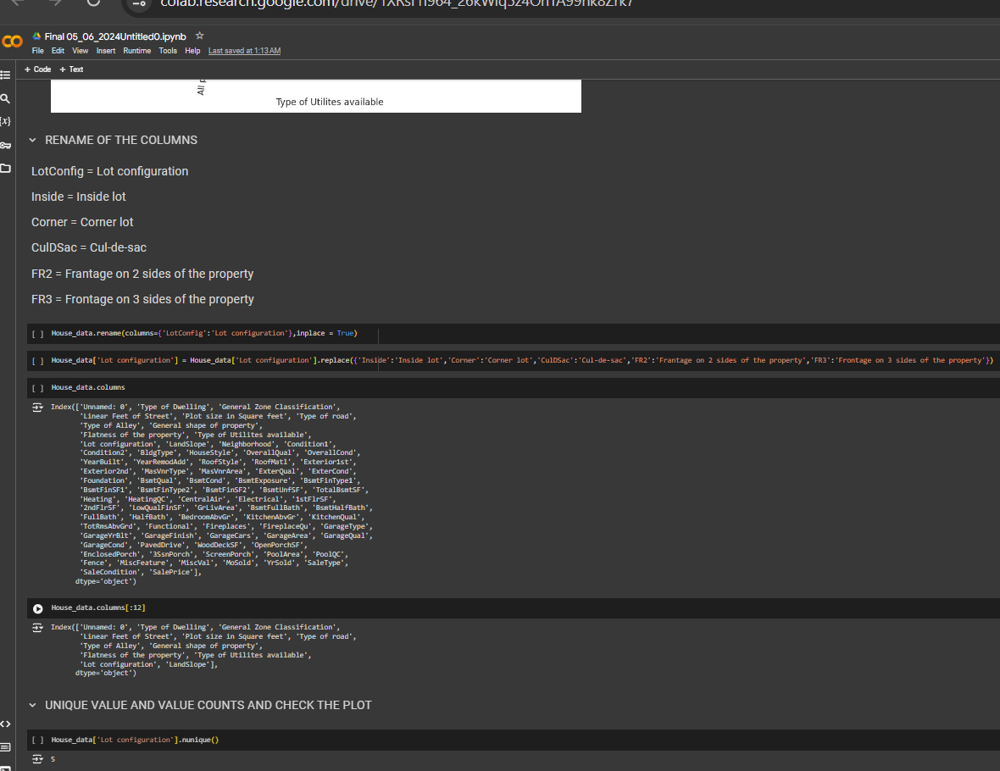 colab.research.google.com/drive/
Final 05_06_2024Untitled0.ipynb
File Edit View Insert Runtime Tools Help Last saved at 1:13 AM
+ Code + Text
All
Type of Utilites available
RENAME OF THE COLUMNS
LotConfig = Lot configuration
Inside = Inside lot
Corner = Corner lot
CulDSac = Cul-de-sac
FR2 = Frantage on 2 sides of the property
FR3 = Frontage on 3 sides of the property
[ ] House_data.rename(columns={'LotConfig':'Lot configuration'},inplace = True)
[ ] House_data['Lot configuration'] = House_data['Lot configuration'].replace({'Inside':'Inside lot','Corner':'Corner lot','CulDSac':'Cul-de-sac','FR2':'Frantage on 2 sides of the property','FR3':'Frontage on 3 sides of the property'})
[ ] House_data.columns
Index(['Unnamed: 0', 'Type of Dwelling', 'General Zone Classification',
'Linear Feet of Street', 'Plot size in Square feet', 'Type of road',
'Type of Alley', 'General shape of property',
'Flatness of the property', 'Type of Utilites available',
'Lot configuration', 'LandSlope', 'Neighborhood', 'Condition1',
'Condition2', 'BldgType', 'HouseStyle', 'OverallQual', 'OverallCond',
'YearBuilt', 'YearRemodAdd', 'RoofStyle', 'RoofMatl', 'Exterior1st',
'Exterior2nd', 'MasVnrType', 'MasVnrArea', 'ExterQual', 'ExterCond',
'Foundation', 'BsmtQual', 'BsmtCond', 'BsmtExposure', 'BsmtFinType1',
'BsmtFinSF1', 'BsmtFinType2', 'BsmtFinSF2', 'BsmtUnfSF', 'TotalBsmtSF',
'Heating', 'HeatingQC', 'CentralAir', 'Electrical', '1stFlrSF',
'2ndFlrSF', 'LowQualFinSF', 'GrLivArea', 'BsmtFullBath', 'BsmtHalfBath',
'FullBath', 'HalfBath', 'BedroomAbvGr', 'KitchenAbvGr', 'KitchenQual',
'TotRmsAbvGrd', 'Functional', 'Fireplaces', 'FireplaceQu', 'GarageType',
'GarageYrBlt', 'GarageFinish', 'GarageCars', 'GarageArea', 'GarageQual',
'GarageCond', 'PavedDrive', 'WoodDeckSF', 'OpenPorchSF',
'EnclosedPorch', '3SsnPorch', 'ScreenPorch', 'PoolArea', 'PoolQC',
'Fence', 'MiscFeature', 'MiscVal', 'MoSold', 'YrSold', 'SaleType',
'SaleCondition', 'SalePrice'],
dtype='object')
House_data.columns[:12]
Index(['Unnamed: 0', 'Type of Dwelling', 'General Zone Classification',
'Linear Feet of Street', 'Plot size in Square feet', 'Type of road',
'Type of Alley', 'General shape of property',
'Flatness of the property', 'Type of Utilites available',
'Lot configuration', 'LandSlope'],
dtype='object')
UNIQUE VALUE AND VALUE COUNTS AND CHECK THE PLOT
[ ] House_data['Lot configuration'].nunique()
5